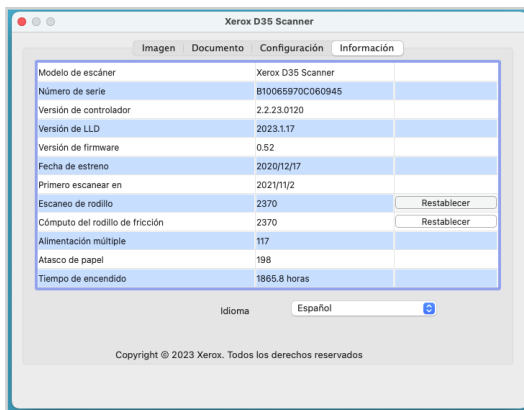 Xerox D35 Scanner
Imagen Documento Configuración Información
Modelo de escáner Xerox D35 Scanner
Número de serie B10065970C060945
Versión de controlador 2.2.23.0120
Versión de LLD 2023.1.17
Versión de firmware 0.52
Fecha de estreno 2020/12/17
Primero escanear en 2021/11/2
Escaneo de rodillo 2370 Restablecer
Cómputo del rodillo de fricción 2370 Restablecer
Alimentación múltiple 117
Atasco de papel 198
Tiempo de encendido 1865.8 horas
Idioma Español
Copyright © 2023 Xerox. Todos los derechos reservados